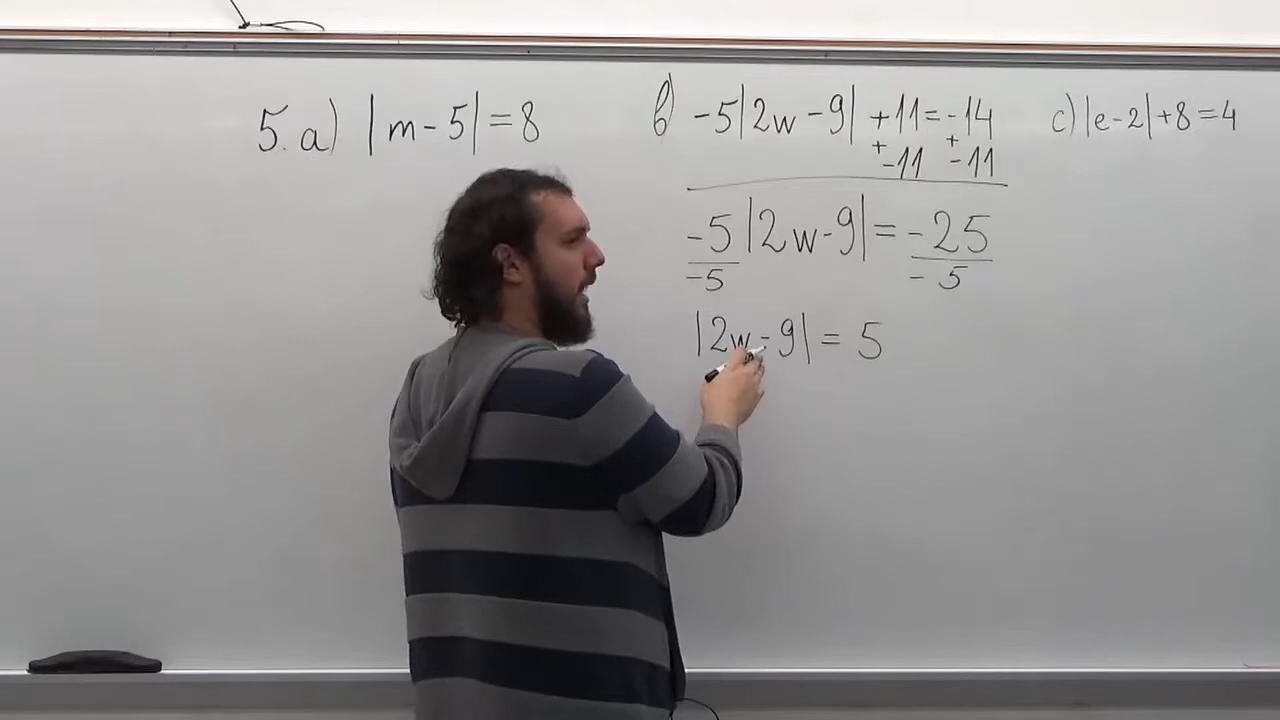 5. a) |m - 5| = 8
b) -5|2w - 9| + 11 = -14
+ -11 + -11
-5|2w - 9| = -25
-5 -5
|2w - 9| = 5
c) |e - 2| + 8 = 4